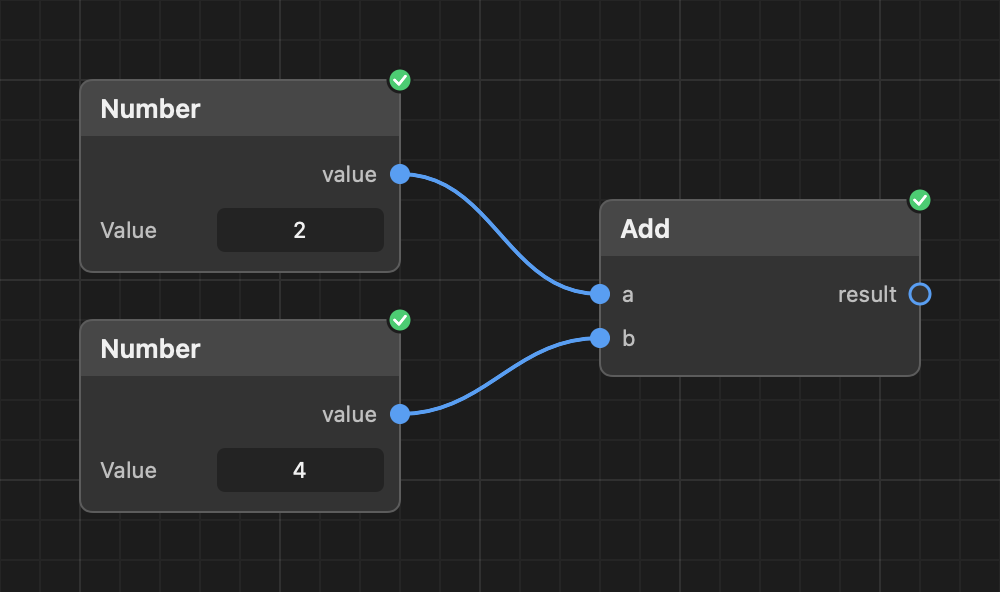 Number
value
Value 2
Number
value
Value 4
Add
a result
b